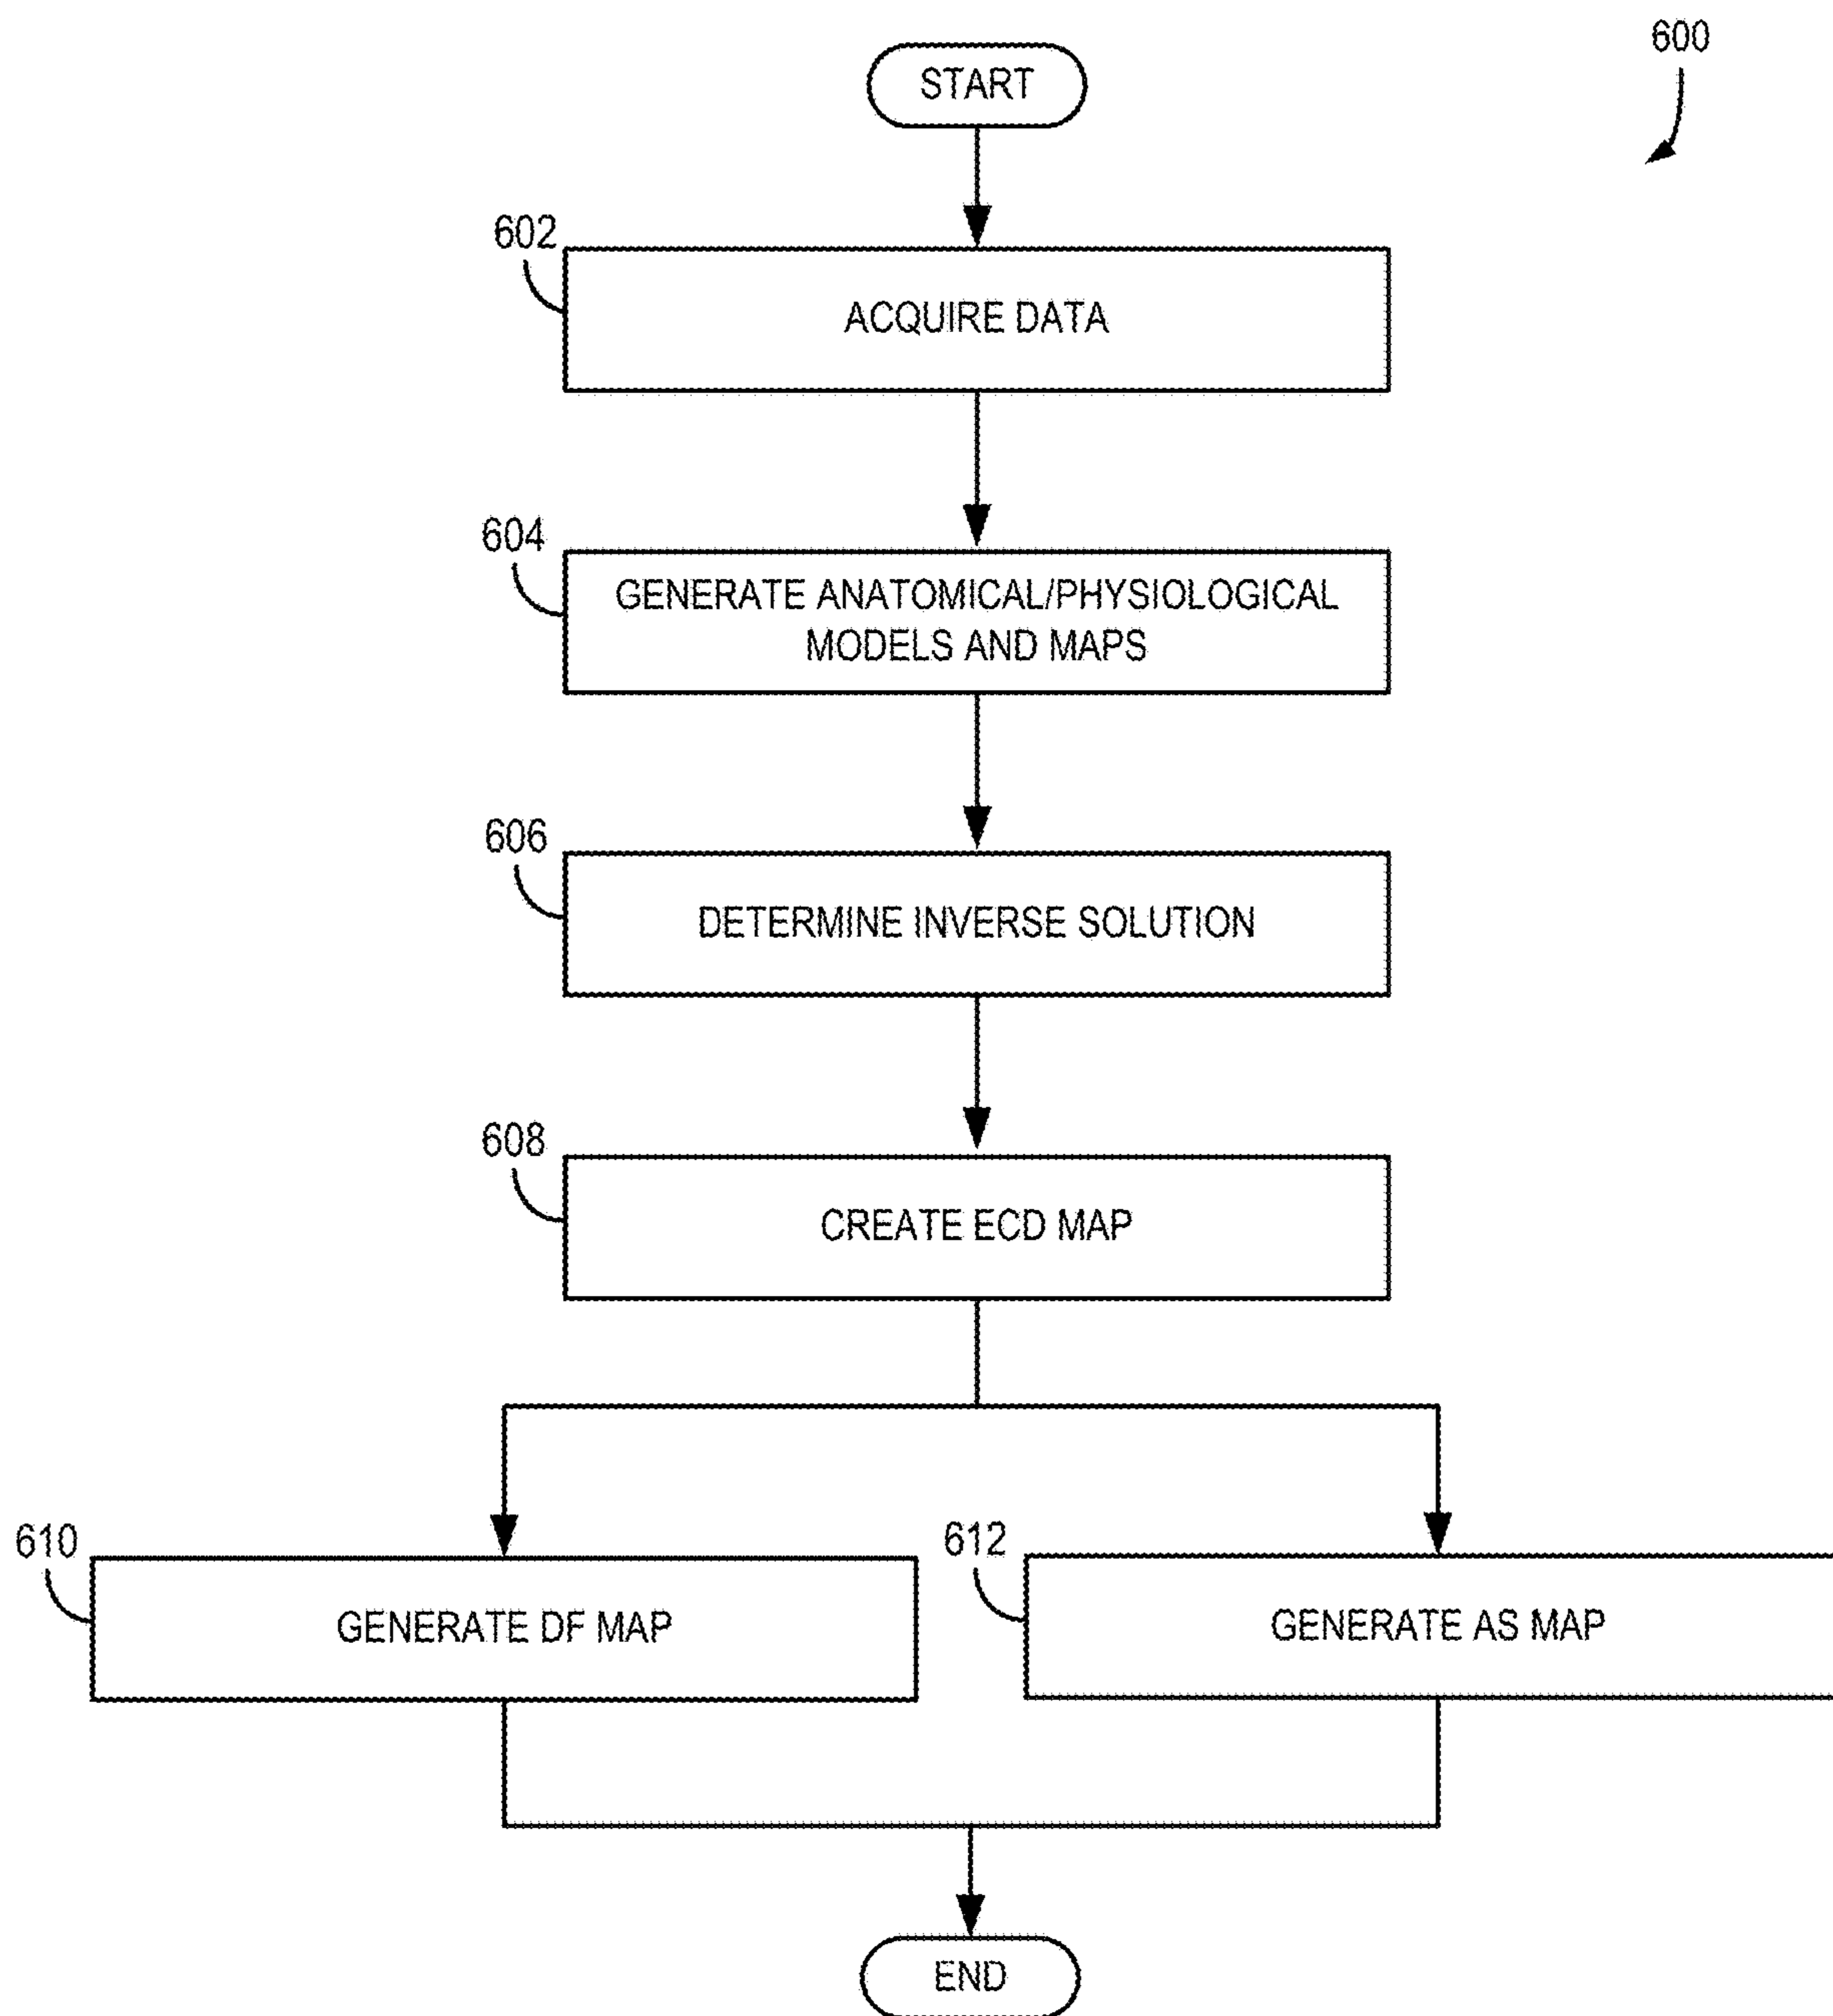 600
START
602
ACQUIRE DATA
604
GENERATE ANATOMICAL/PHYSIOLOGICAL
MODELS AND MAPS
606
DETERMINE INVERSE SOLUTION
608
CREATE ECD MAP
610
GENERATE DF MAP
612
GENERATE AS MAP
END